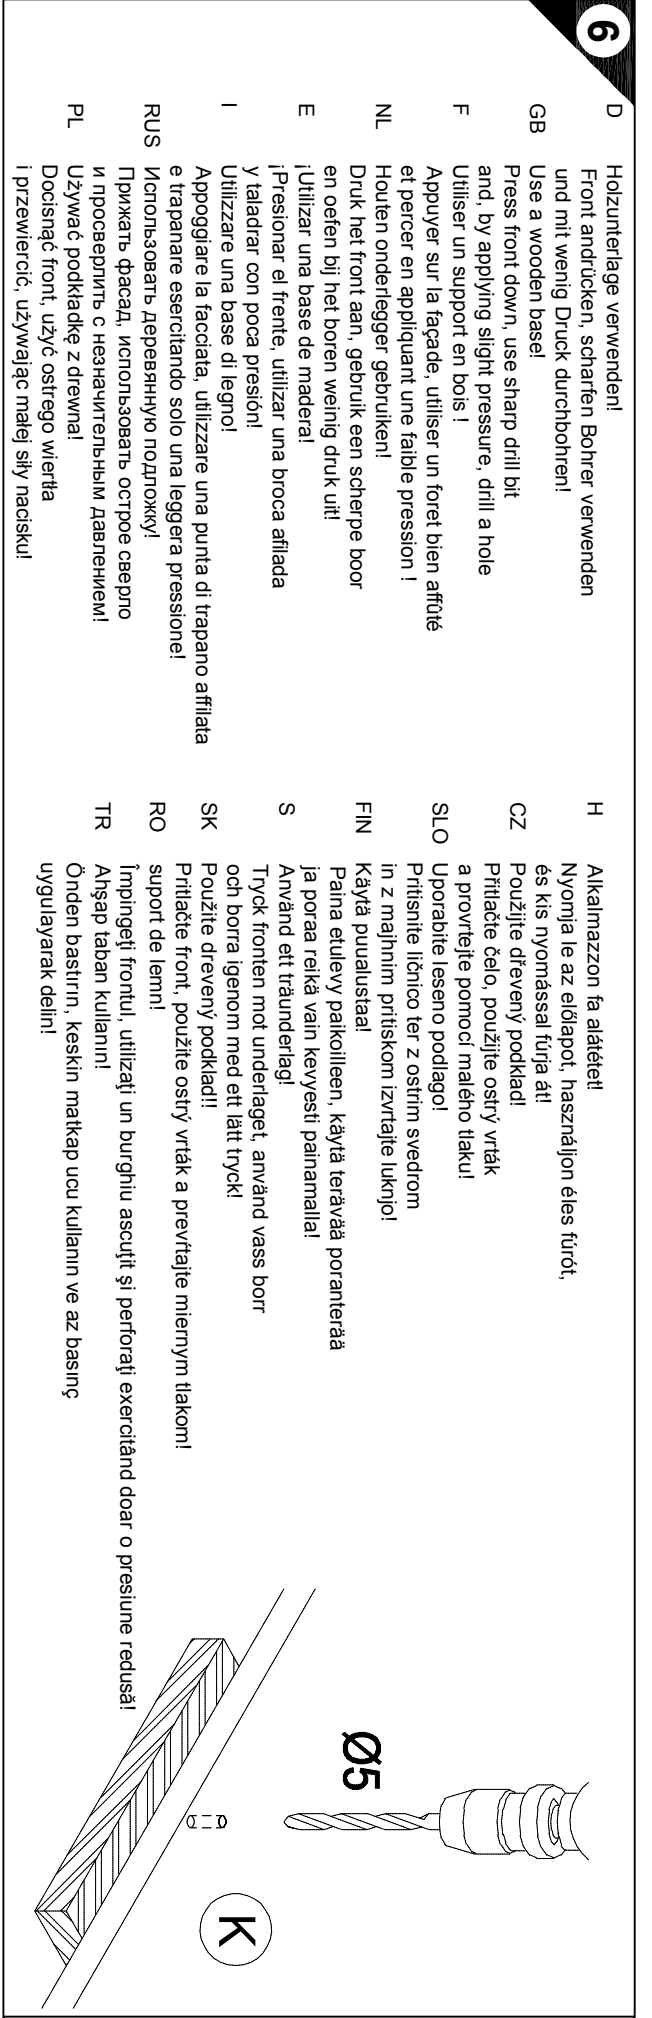 6
D Holzunterlage verwenden!
Front andrücken, scharfen Bohrer verwenden
und mit wenig Druck durchbohren!
GB Use a wooden base!
Press front down, use sharp drill bit
and, by applying slight pressure, drill a hole
F Utiliser un support en bois !
Appuyer sur la façade, utiliser un foret bien affûté
et percer en appliquant une faible pression !
NL Houten onderlegger gebruiken!
Druk het front aan, gebruik een scherpe boor
en oefen bij het boren weinig druk uit!
E ¡Utilizar una base de madera!
¡Presionar el frente, utilizar una broca afilada
y taladrar con poca presión!
I Utilizzare una base di legno!
Appoggiare la facciata, utilizzare una punta di trapano affilata
e trapanare esercitando solo una leggera pressione!
RUS Использовать деревянную подложку!
Прижать фасад, использовать острое сверло
и просверлить с незначительным давлением!
PL Używać podkładkę z drewna!
Docisnąć front, użyć ostrego wiertła
i przewiercić, używając małej siły nacisku!
H Alkalmazzon fa alátétet!
Nyomja le az előlapot, használjon éles fúrót,
és kis nyomással fúrja át!
CZ Použijte dřevený podklad!
Přitlačte čelo, použijte ostrý vrták
a provrtejte pomocí malého tlaku!
SLO Uporabite leseno podlago!
Pritisnite ličnico ter z ostrim svedrom
in z majhnim pritiskom izvrtajte luknjo!
FIN Käytä puualustaa!
Paina etulevy paikoilleen, käytä terävää poranterää
ja poraa reikä vain kevyesti painamalla!
S Använd ett träunderlag!
Tryck fronten mot underlaget, använd vass borr
och borra igenom med ett lätt tryck!
SK Použite drevený podklad!!
Pritlačte front, použite ostrý vrták a prevŕtajte miernym tlakom!
RO suport de lemn!
Împingeţi frontul, utilizaţi un burghiu ascuţit şi perforaţi exercitând doar o presiune redusă!
TR Ahşap taban kullanın!
Önden bastırın, keskin matkap ucu kullanın ve az basınç
uygulayarak delin!
Ø5
K